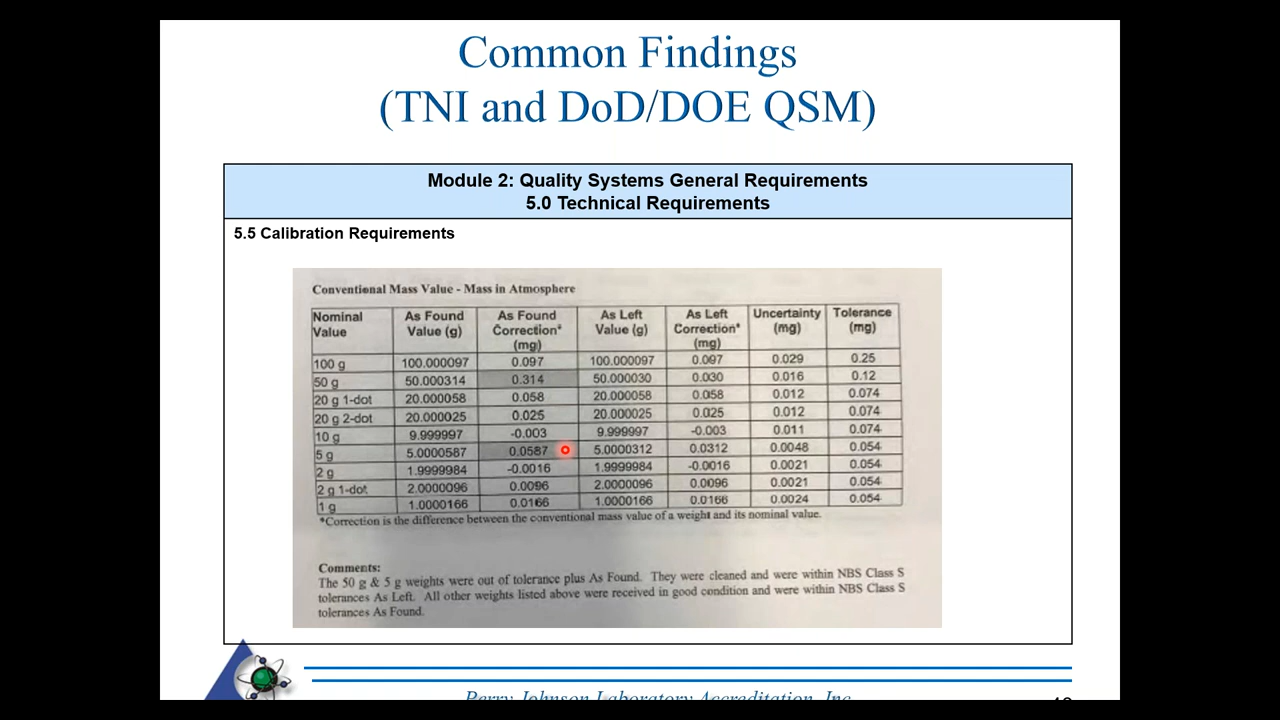 Common Findings
(TNI and DoD/DOE QSM)
Module 2: Quality Systems General Requirements
5.0 Technical Requirements
5.5 Calibration Requirements
Conventional Mass Value - Mass in Atmosphere
Nominal Value As Found Value (g) As Found Correction* (mg) As Left Value (g) As Left Correction* (mg) Uncertainty (mg) Tolerance (mg)
100 g 100.000097 0.097 100.000097 0.097 0.029 0.25
50 g 50.000314 0.314 50.000030 0.030 0.016 0.12
20 g 1-dot 20.000058 0.058 20.000058 0.058 0.012 0.074
20 g 2-dot 20.000025 0.025 20.000025 0.025 0.012 0.074
10 g 9.999997 -0.003 9.999997 -0.003 0.011 0.074
5 g 5.0000587 0.0587 5.0000312 0.0312 0.0048 0.054
2 g 1.9999984 -0.0016 1.9999984 -0.0016 0.0021 0.054
2 g 1-dot 2.0000096 0.0096 2.0000096 0.0096 0.0021 0.054
1 g 1.0000166 0.0166 1.0000166 0.0166 0.0024 0.054
*Correction is the difference between the conventional mass value of a weight and its nominal value.
Comments:
The 50 g & 5 g weights were out of tolerance plus As Found. They were cleaned and were within NBS Class S
tolerances As Left. All other weights listed above were received in good condition and were within NBS Class S
tolerances As Found.
Perry Johnson Laboratory Accreditation, Inc.